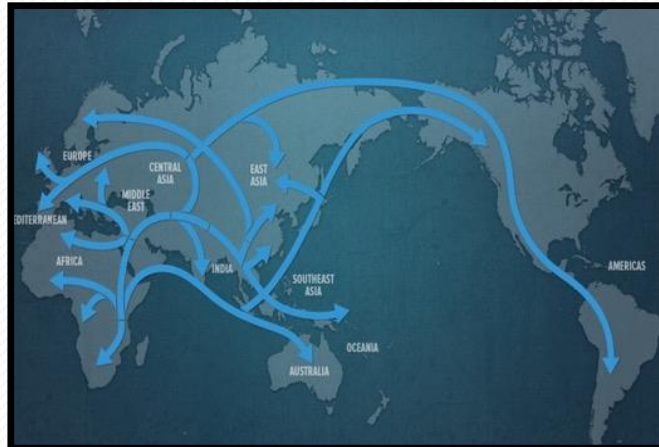 EUROPE
CENTRAL
ASIA
EAST
ASIA
MIDDLE
EAST
EDITERRANEAN
AFRICA
INDIA
SOUTHEAST
ASIA
AMERICAS
OCEANIA
AUSTRALIA